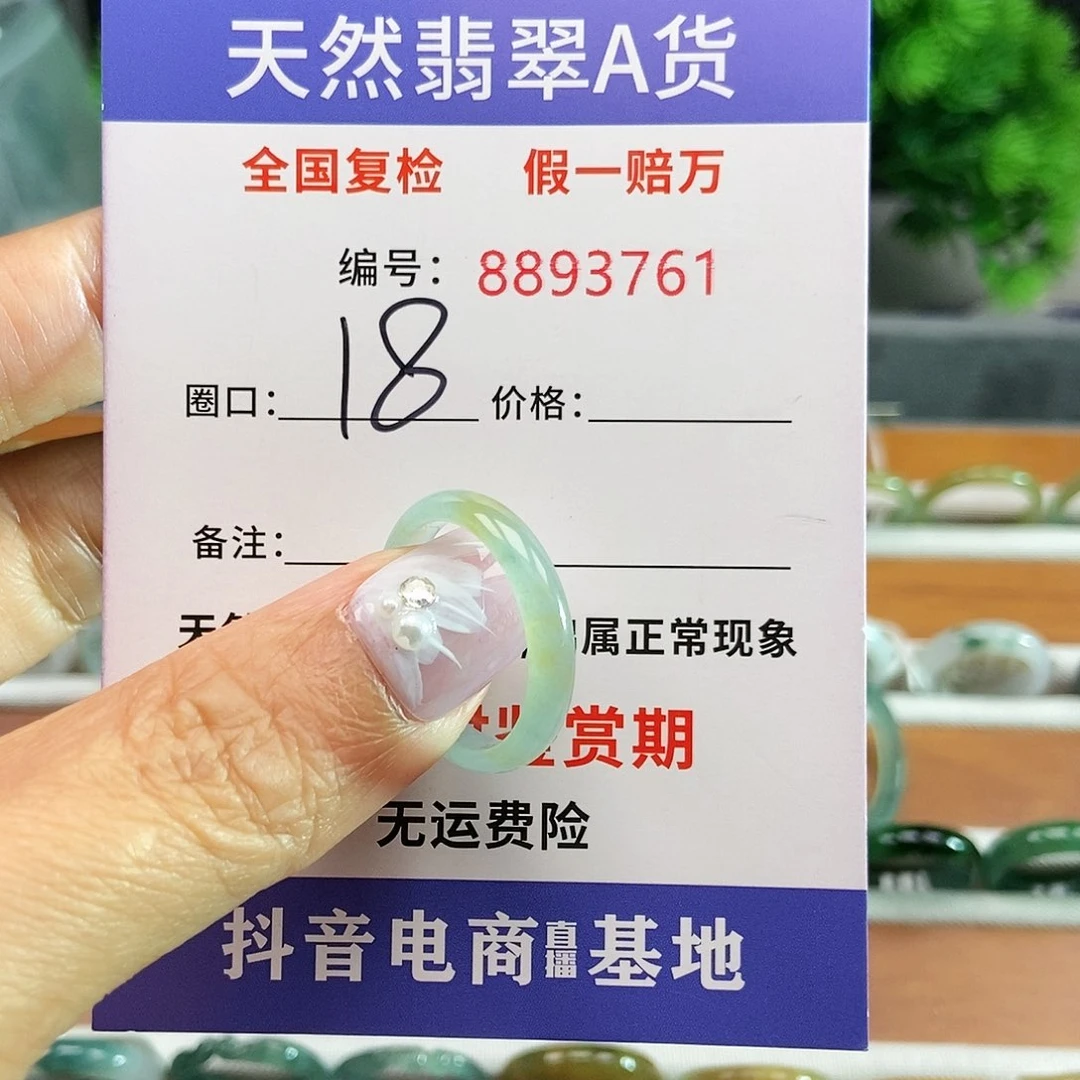 天然翡翠A货
全国复检 假一赔万
编号：8893761
圈口：18 价格：
备注：
属正常现象
赏期
无运费险
抖音电商直播基地